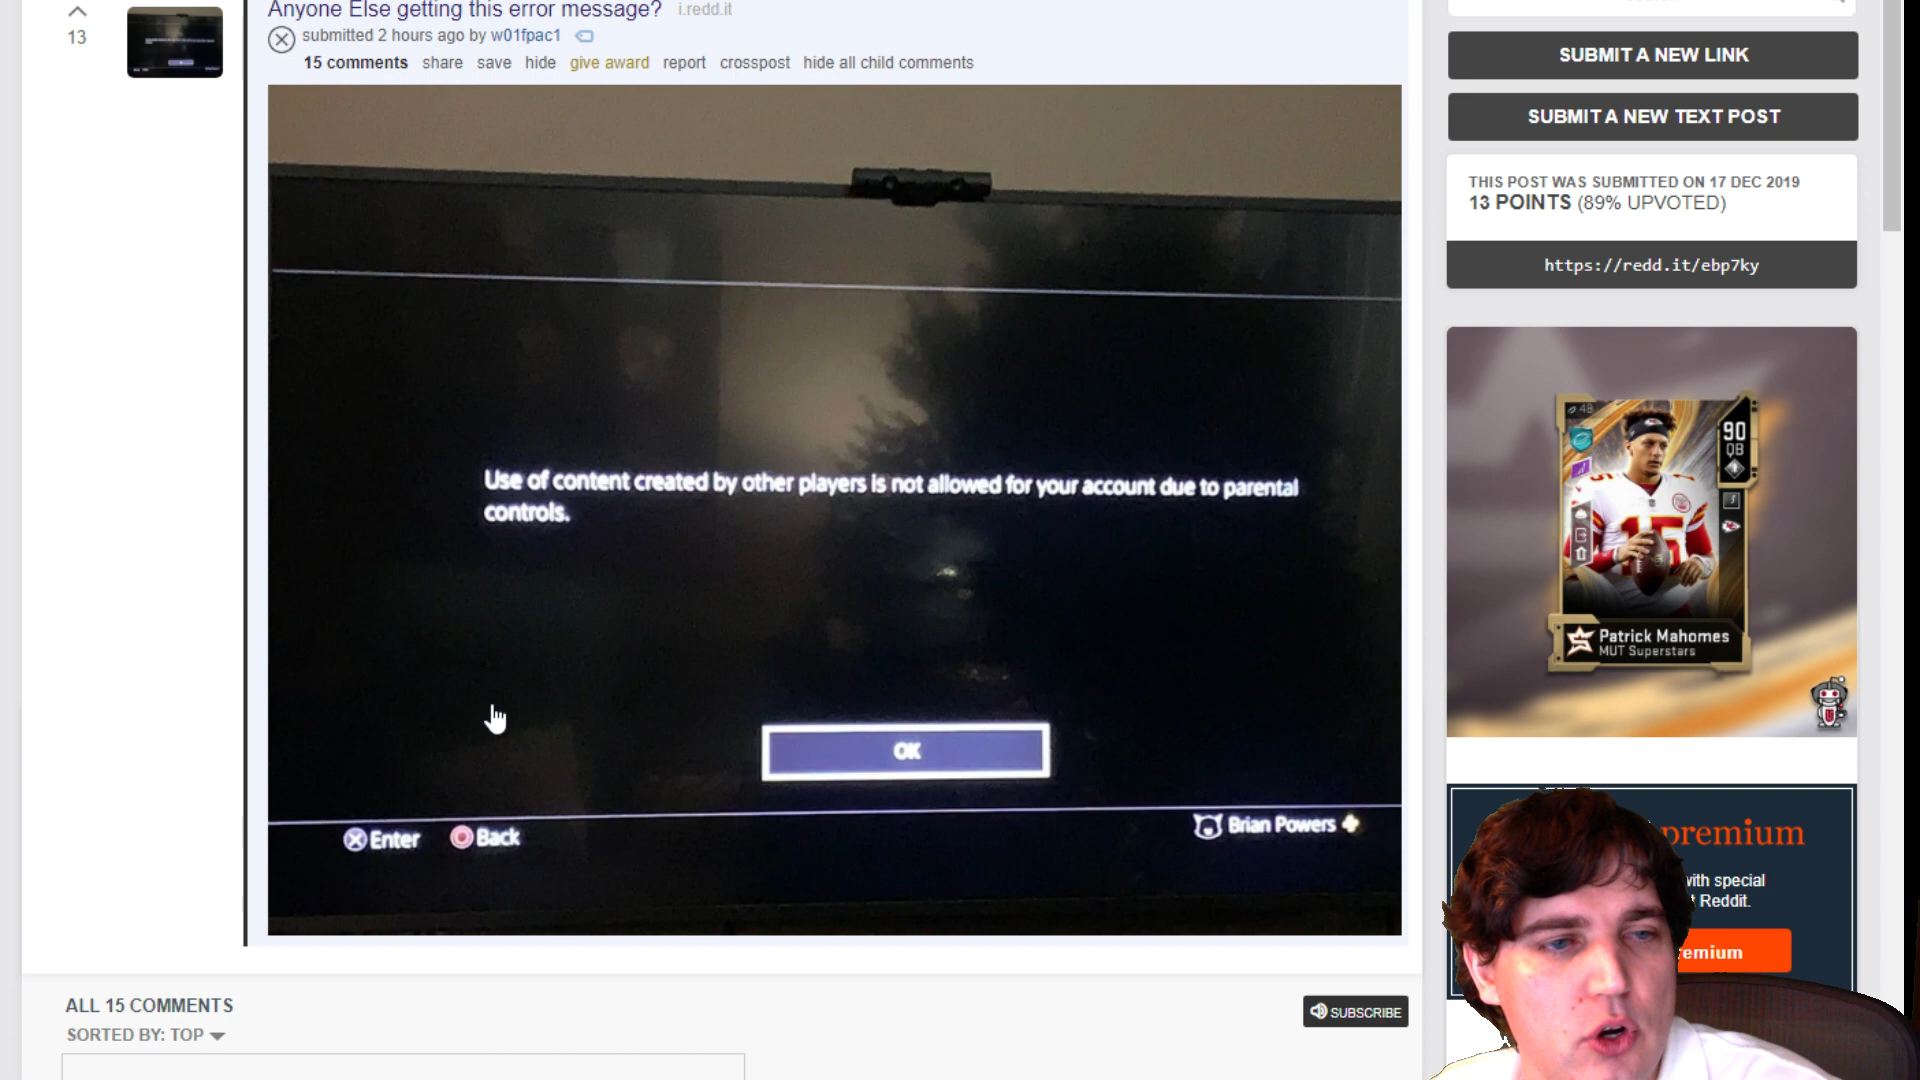 Anyone Else getting this error message? i.redd.it
13
submitted 2 hours ago by w01fpac1
15 comments share save hide give award report crosspost hide all child comments
Use of content created by other players is not allowed for your account due to parental
controls.
OK
Enter Back
Brian Powers
ALL 15 COMMENTS
SORTED BY: TOP
SUBSCRIBE
SUBMIT A NEW LINK
SUBMIT A NEW TEXT POST
THIS POST WAS SUBMITTED ON 17 DEC 2019
13 POINTS (89% UPVOTED)
https://redd.it/ebp7ky
48
90
QB
15
Patrick Mahomes
MUT Superstars
premium
with special
Reddit.
emium